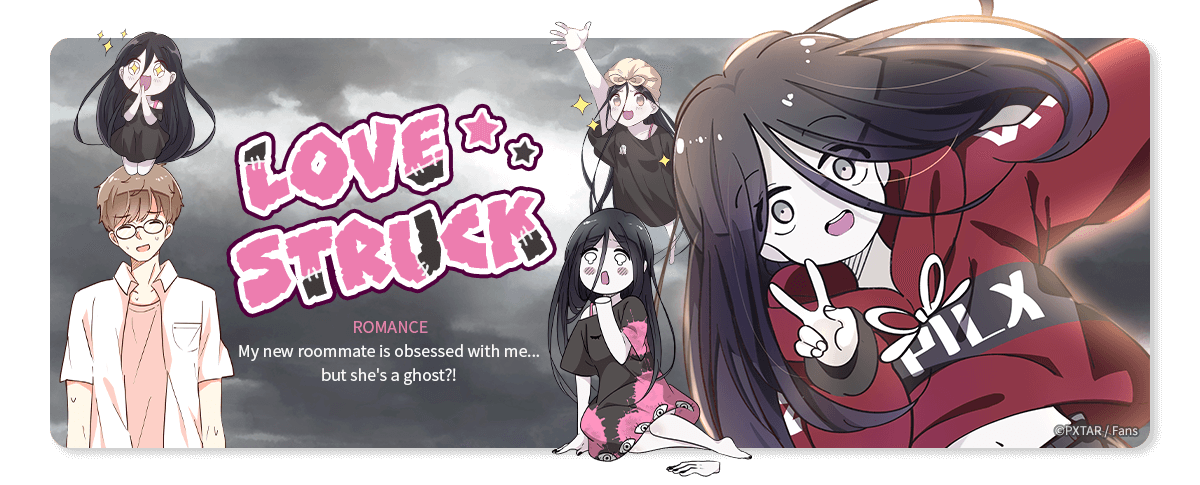 LOVE
STRUCK
ROMANCE
My new roommate is obsessed with me...
but she's a ghost?!
PILX
©PXTAR / Fans